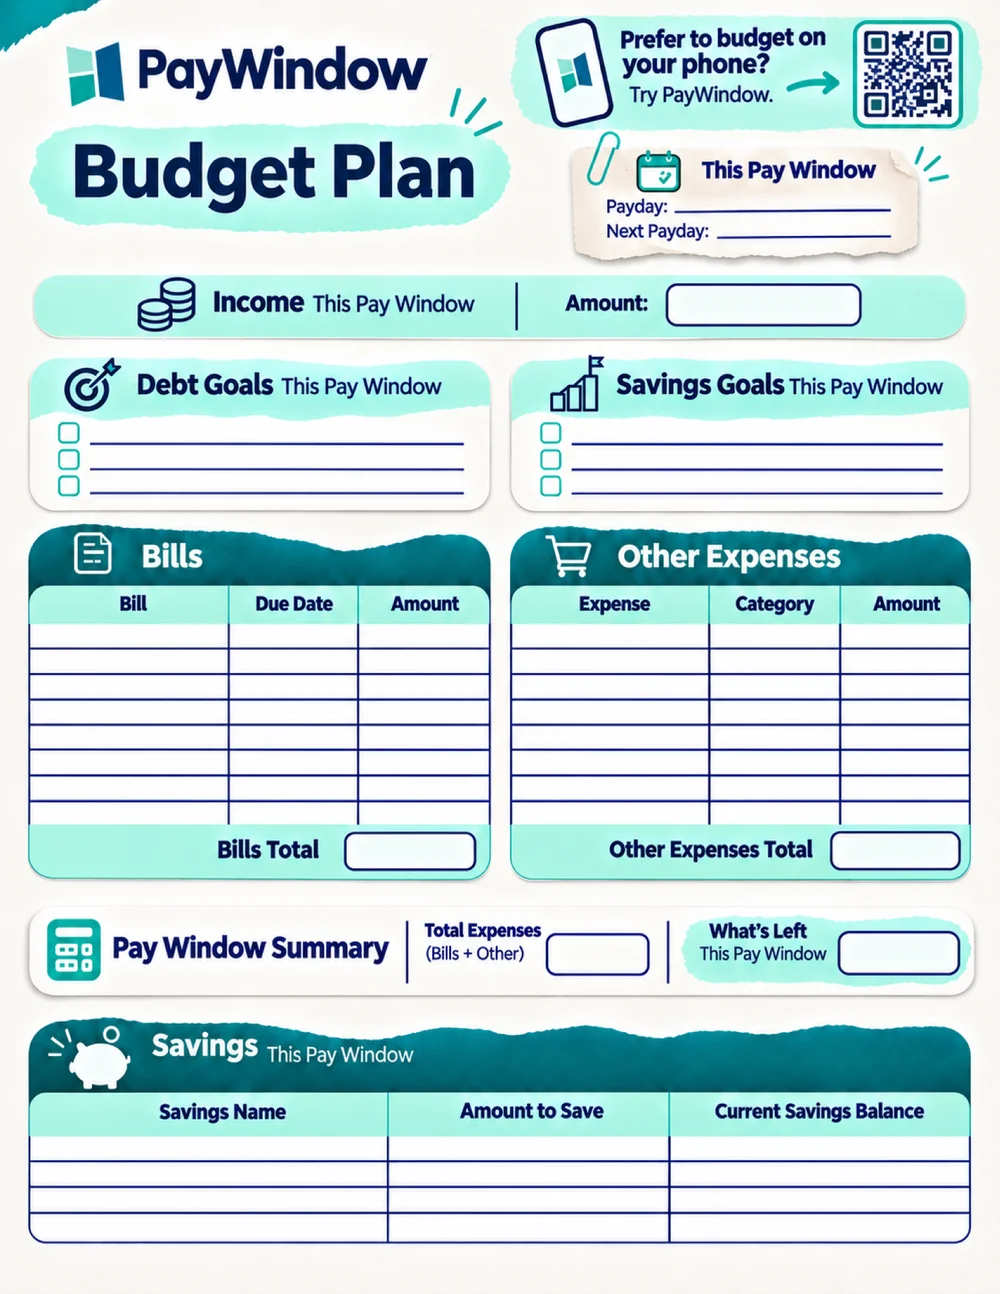 PayWindow
Budget Plan
Prefer to budget on
your phone?
Try PayWindow.
This Pay Window
Payday:
Next Payday:
Income This Pay Window
Amount:
Debt Goals This Pay Window
Savings Goals This Pay Window
Bills
Bill Due Date Amount
Bills Total
Other Expenses
Expense Category Amount
Other Expenses Total
Pay Window Summary
Total Expenses
(Bills + Other)
What's Left
This Pay Window
Savings This Pay Window
Savings Name Amount to Save Current Savings Balance